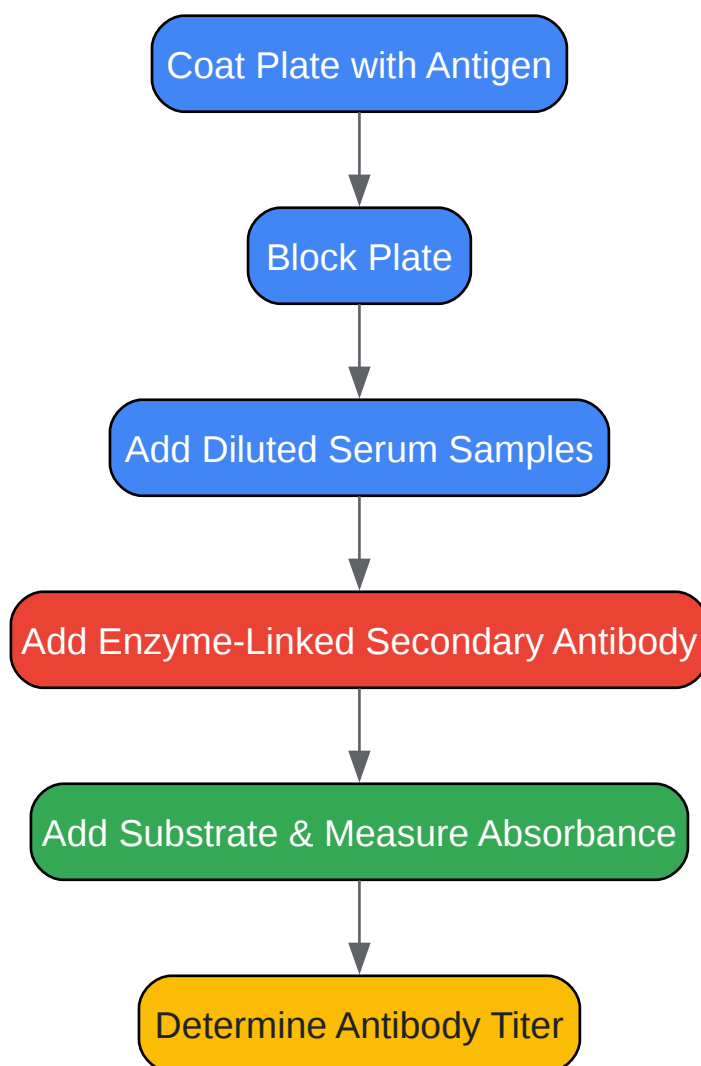 Coat Plate with Antigen
Block Plate
Add Diluted Serum Samples
Add Enzyme-Linked Secondary Antibody
Add Substrate & Measure Absorbance
Determine Antibody Titer